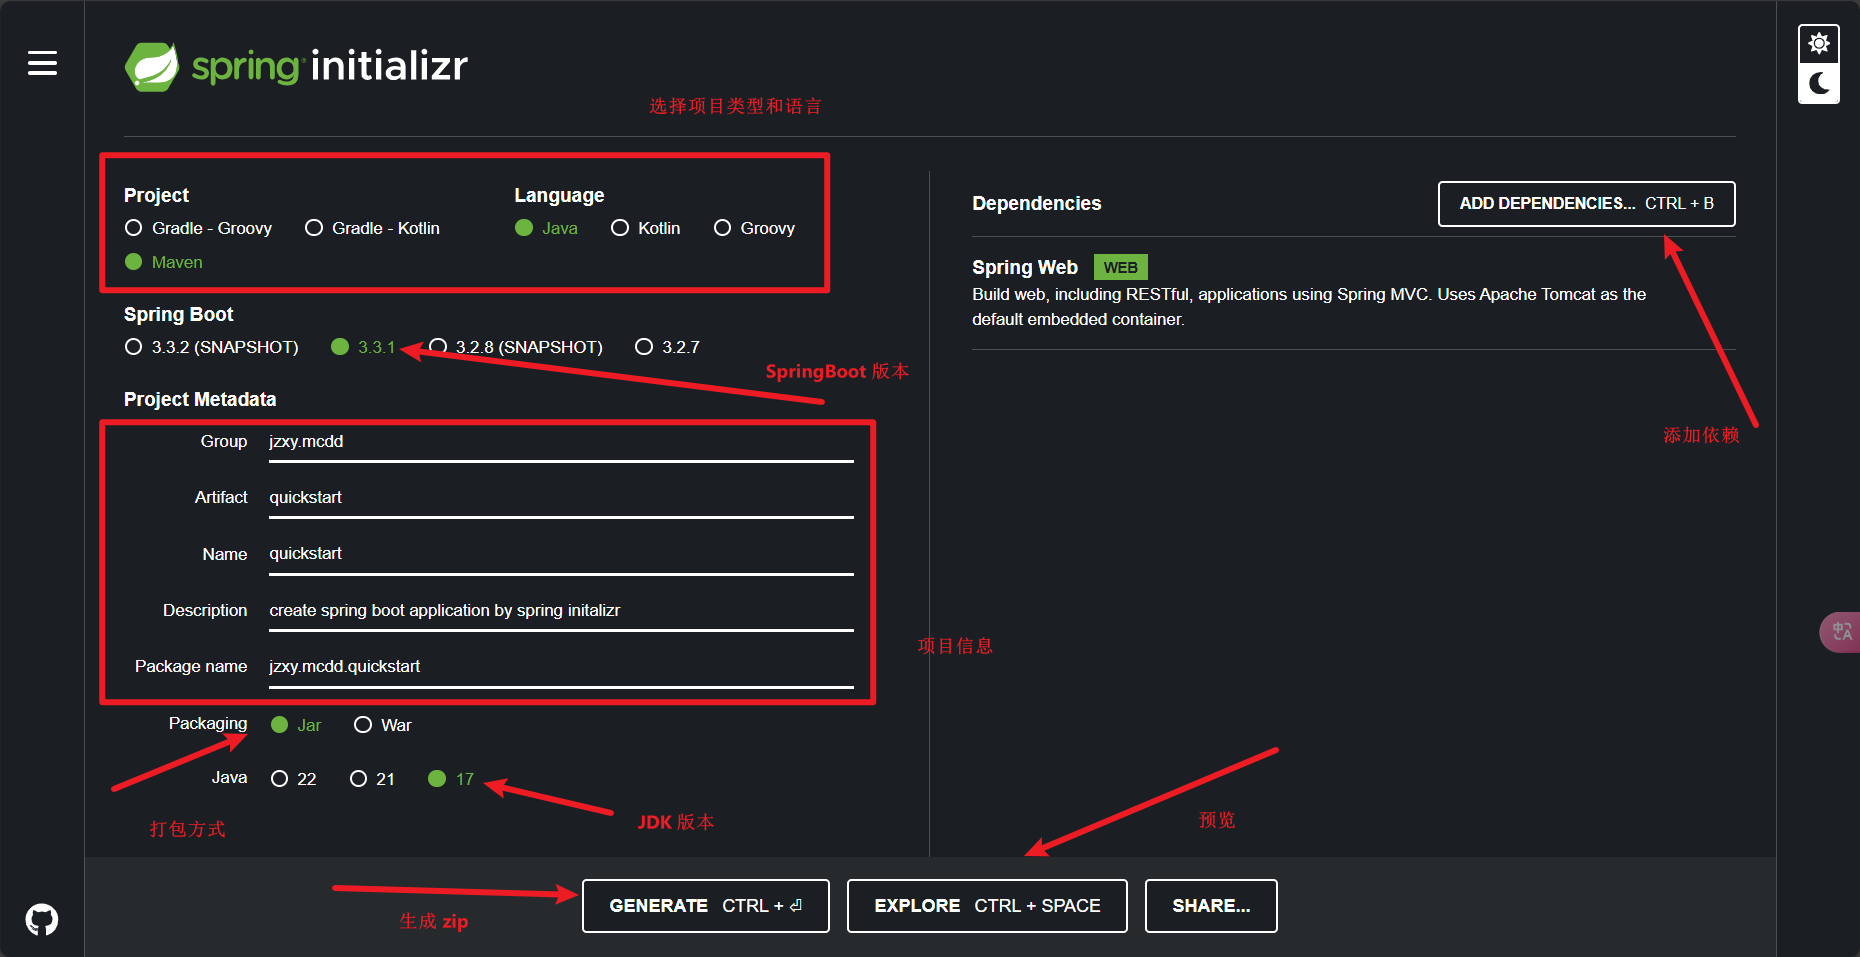 spring initializr
选择项目类型和语言
Project
Gradle - Groovy Gradle - Kotlin
Maven
Language
Java Kotlin Groovy
Spring Boot
3.3.2 (SNAPSHOT) 3.3.1 3.2.8 (SNAPSHOT) 3.2.7
SpringBoot 版本
Project Metadata
Group jzxy.mcdd
Artifact quickstart
Name quickstart
Description create spring boot application by spring initalizr
Package name jzxy.mcdd.quickstart
项目信息
Packaging Jar War
Java 22 21 17
打包方式
JDK 版本
Dependencies
ADD DEPENDENCIES... CTRL + B
Spring Web WEB
Build web, including RESTful, applications using Spring MVC. Uses Apache Tomcat as the
default embedded container.
添加依赖
预览
生成 zip
GENERATE CTRL + ⏎
EXPLORE CTRL + SPACE
SHARE...
中A